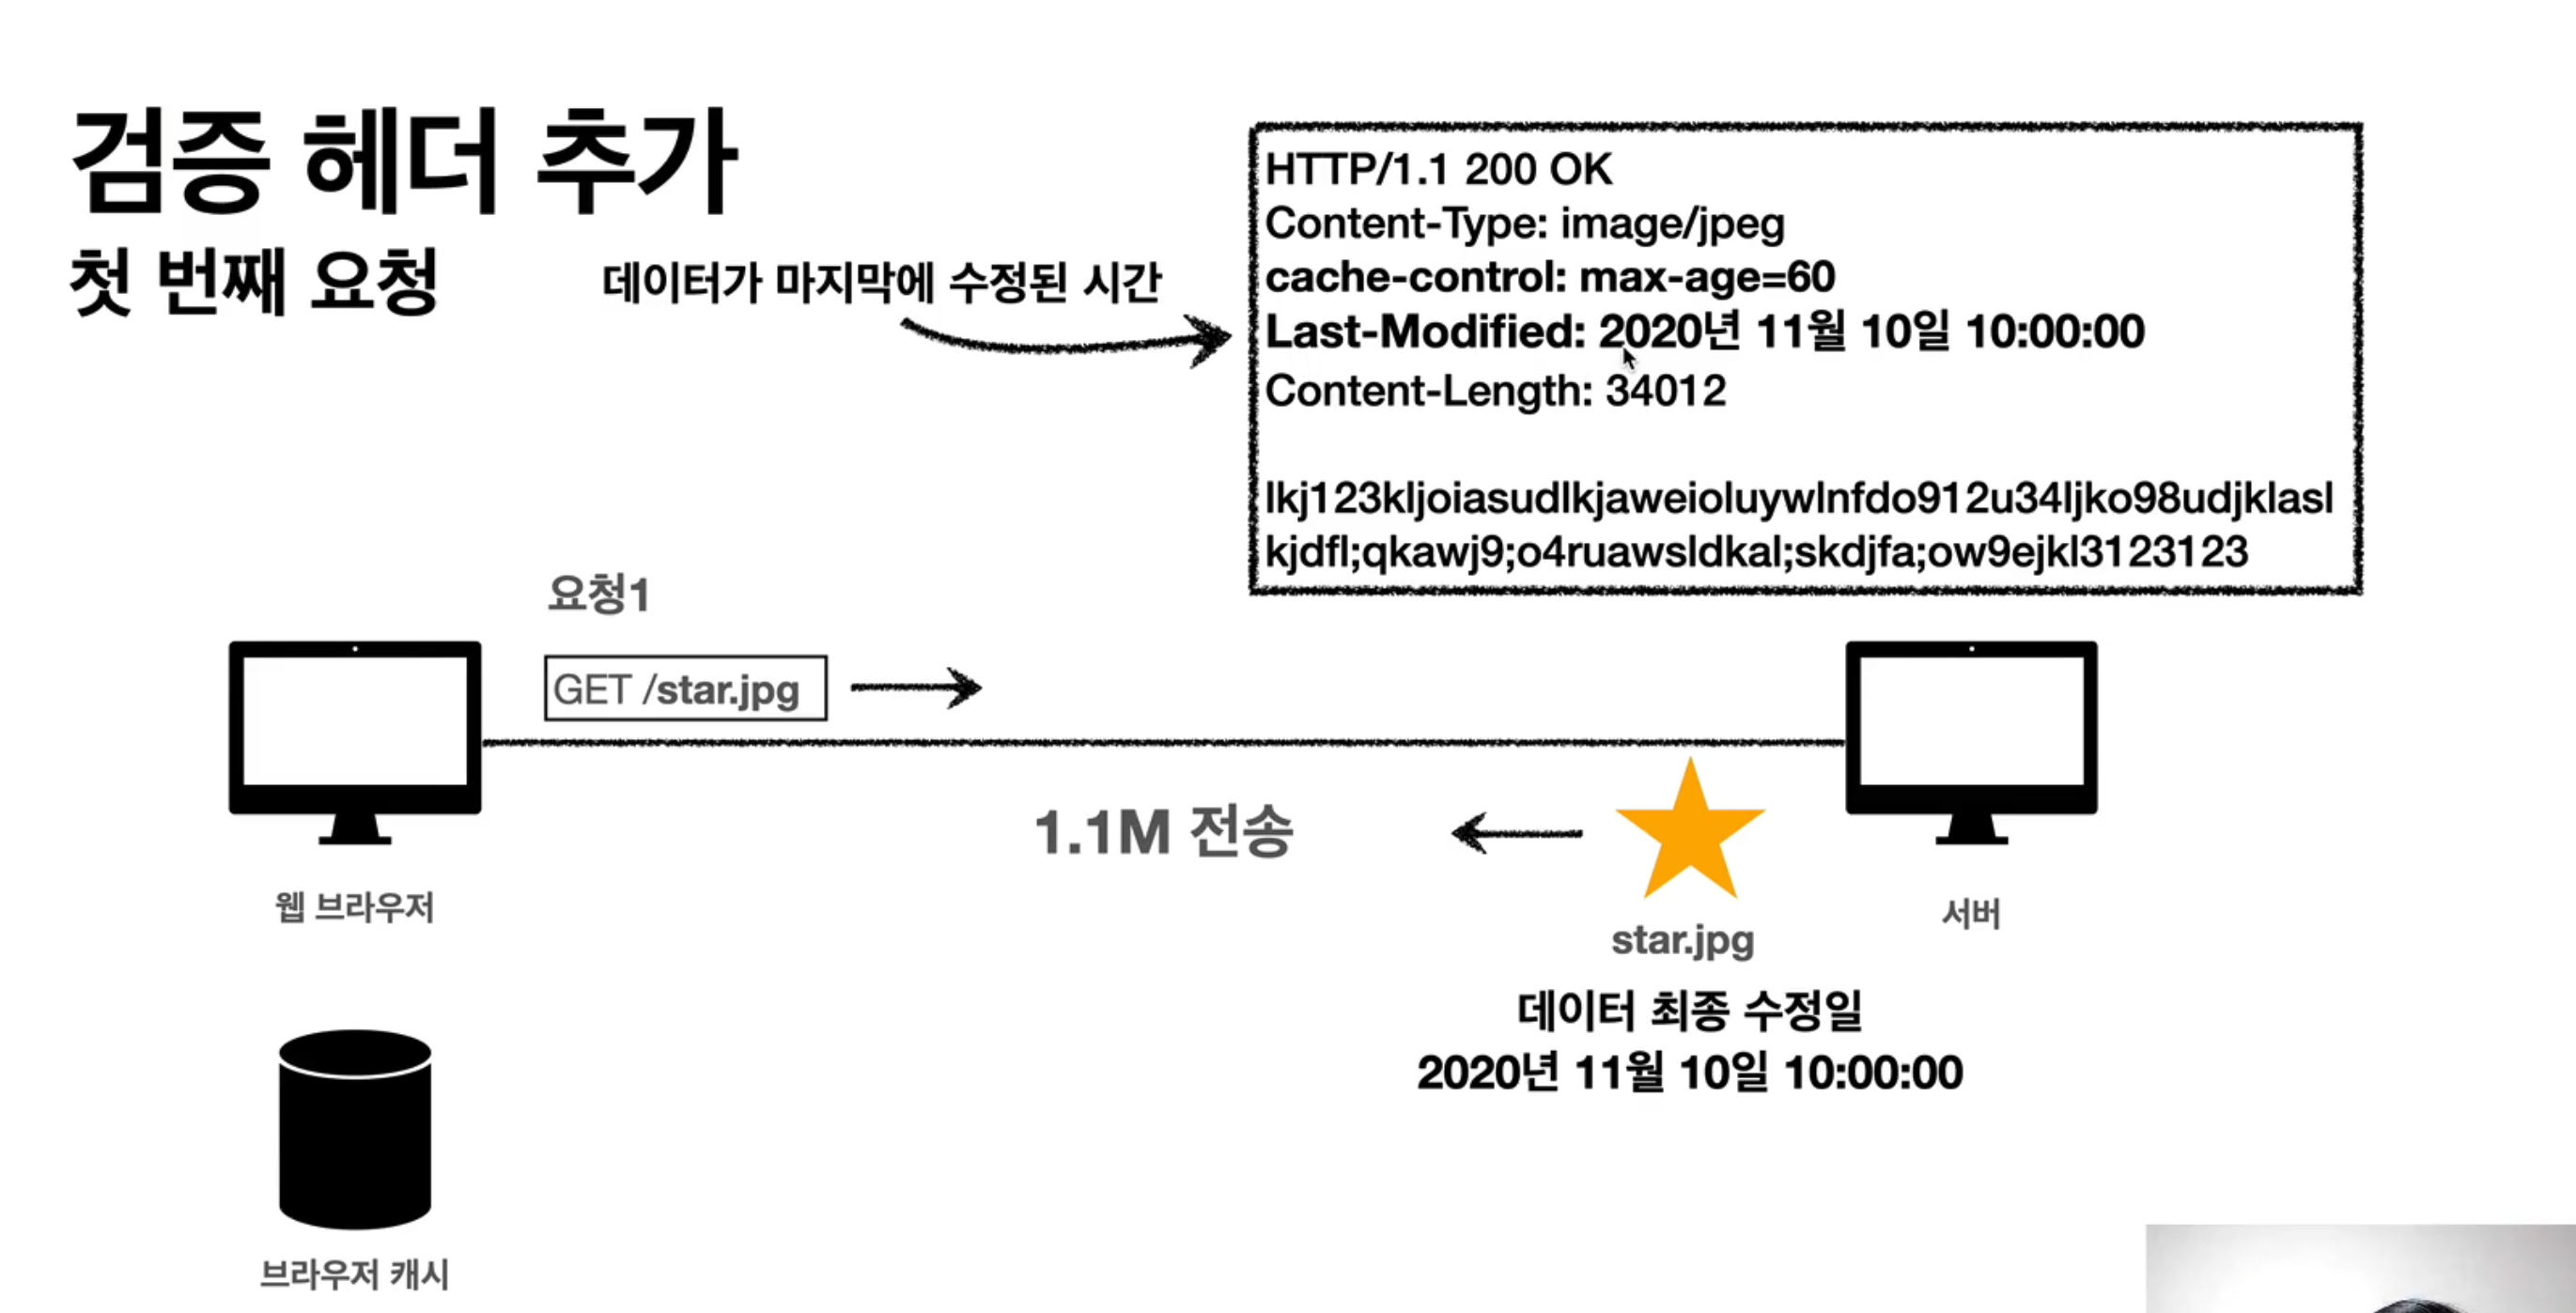 검증 헤더 추가
첫 번째 요청
데이터가 마지막에 수정된 시간
HTTP/1.1 200 OK
Content-Type: image/jpeg
cache-control: max-age=60
Last-Modified: 2020년 11월 10일 10:00:00
Content-Length: 34012
lkj123kljoiasudlkjaweioluywlnfdo912u34ljko98udjklasl
kjdfl;qkawj9;o4ruawsldkal;skdjfa;ow9ejkl3123123
요청1
GET /star.jpg
1.1M 전송
웹 브라우저
서버
star.jpg
데이터 최종 수정일
2020년 11월 10일 10:00:00
브라우저 캐시